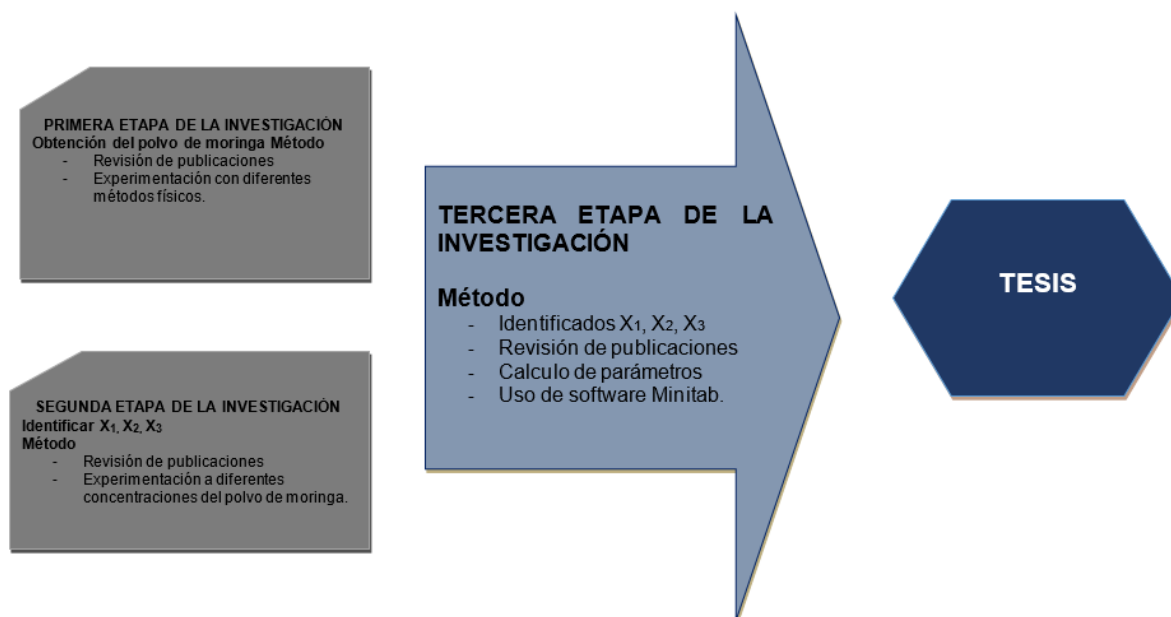 PRIMERA ETAPA DE LA INVESTIGACIÓN
Obtención del polvo de moringa Método
- Revisión de publicaciones
- Experimentación con diferentes
métodos físicos.
SEGUNDA ETAPA DE LA INVESTIGACIÓN
Identificar X₁, X₂, X₃
Método
- Revisión de publicaciones
- Experimentación a diferentes
concentraciones del polvo de moringa.
TERCERA ETAPA DE LA
INVESTIGACIÓN
Método
- Identificados X₁, X₂, X₃
- Revisión de publicaciones
- Calculo de parámetros
- Uso de software Minitab.
TESIS